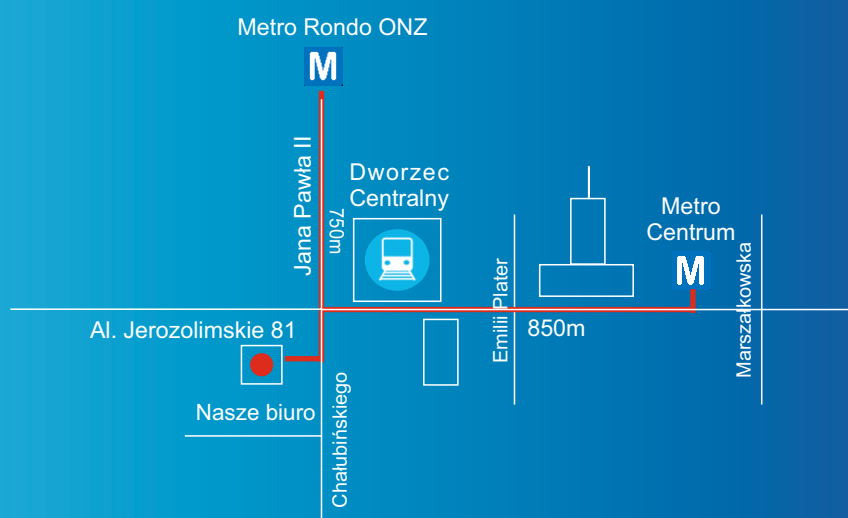 Metro Rondo ONZ
M
Jana Pawła II
750m
Dworzec
Centralny
Metro
Centrum
M
Marszałkowska
Emilii Plater
Al. Jerozolimskie 81
850m
Nasze biuro
Chałubińskiego